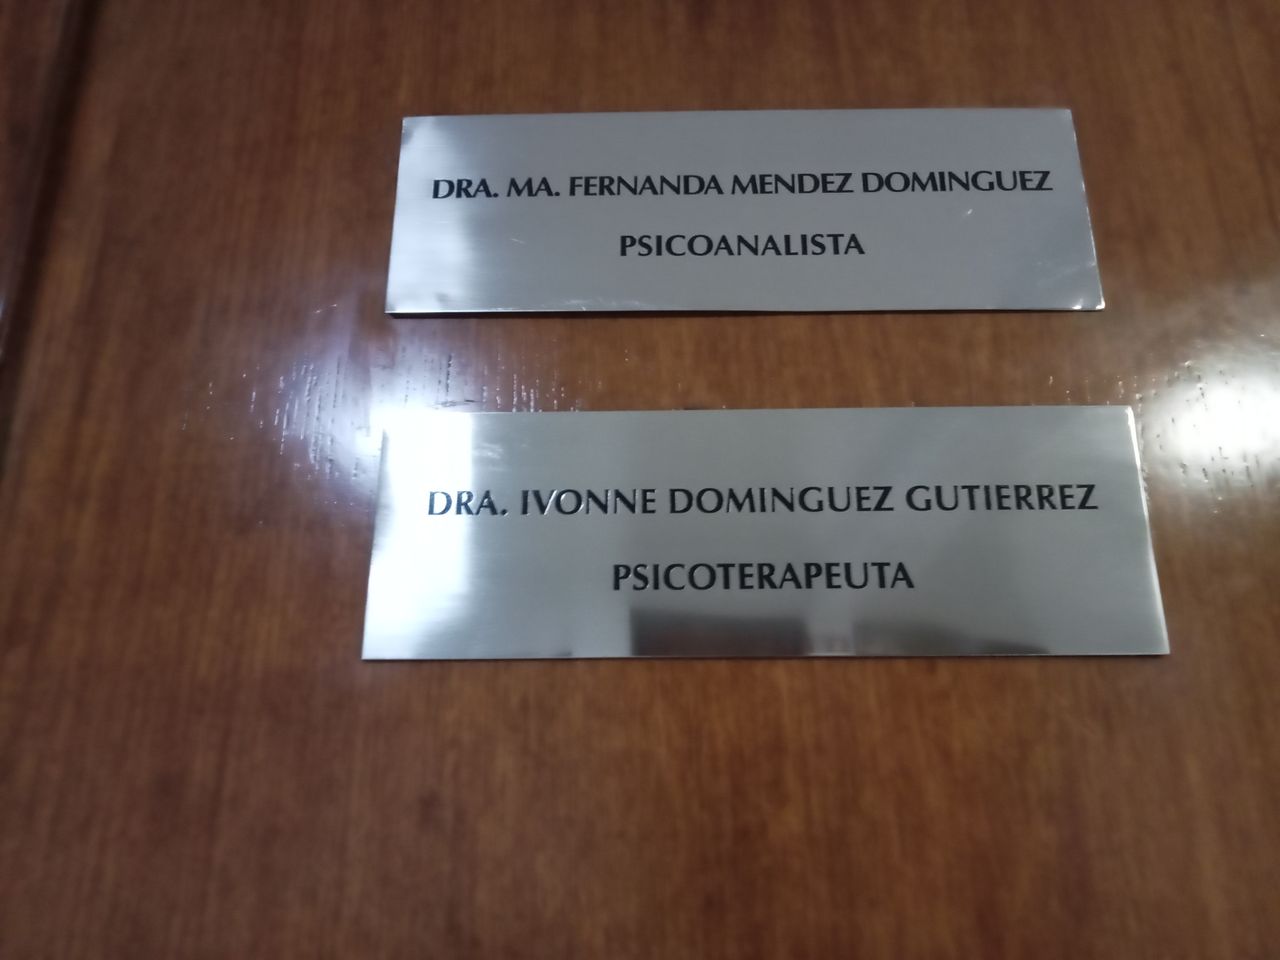 DRA. MA. FERNANDA MENDEZ DOMINGUEZ
PSICOANALISTA
DRA. IVONNE DOMINGUEZ GUTIERREZ
PSICOTERAPEUTA